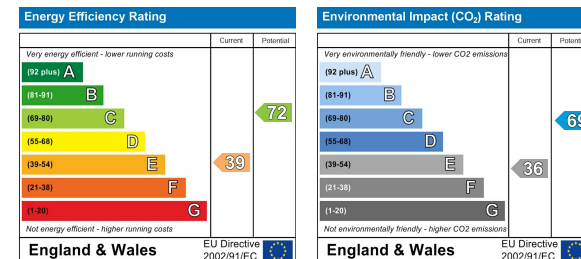 Energy Efficiency Rating
Current Potential
Very energy efficient - lower running costs
(92 plus) A
(81-91) B
(69-80) C
72
(55-68) D
(39-54) E
39
(21-38) F
(1-20) G
Not energy efficient - higher running costs
England & Wales
EU Directive
2002/91/EC
Environmental Impact (CO₂) Rating
Current Potenti
Very environmentally friendly - lower CO2 emissions
(92 plus) A
(81-91) B
(69-80) C
69
(55-68) D
(39-54) E
36
(21-38) F
(1-20) G
Not environmentally friendly - higher CO2 emissions
England & Wales
EU Directive
2002/91/EC